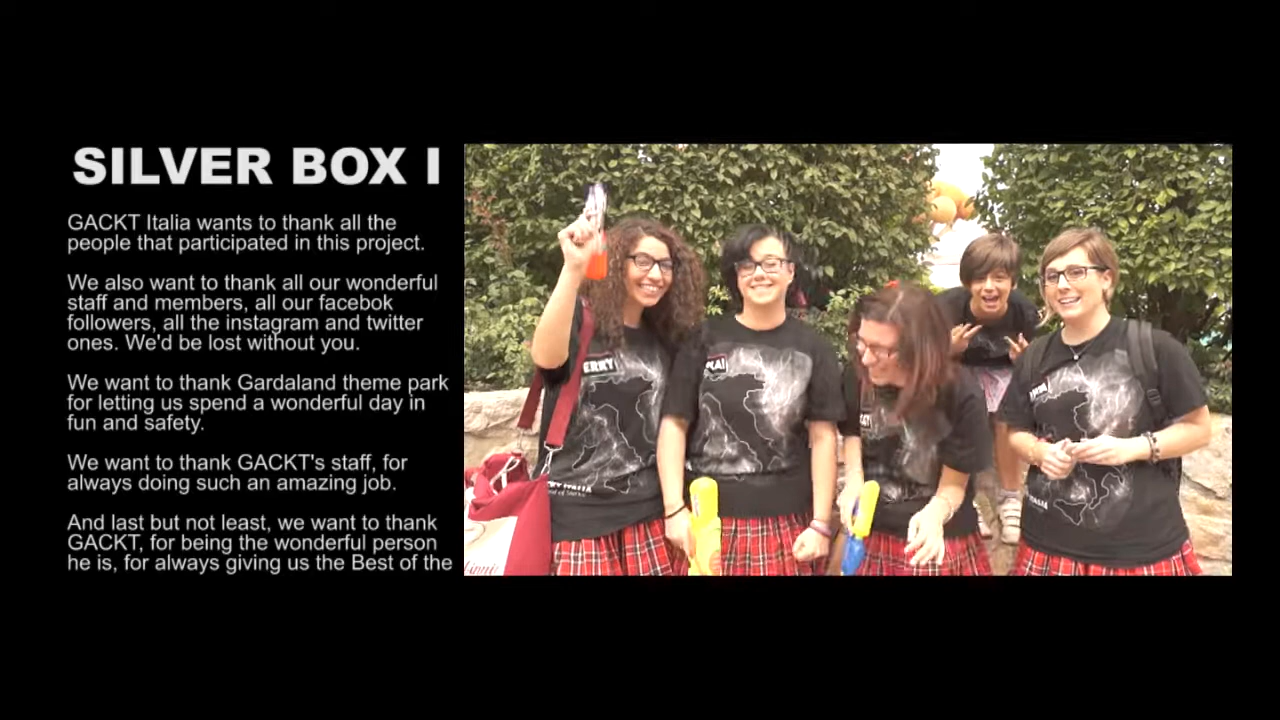 SILVER BOX I
GACKT Italia wants to thank all the
people that participated in this project.
We also want to thank all our wonderful
staff and members, all our facebok
followers, all the instagram and twitter
ones. We'd be lost without you.
We want to thank Gardaland theme park
for letting us spend a wonderful day in
fun and safety.
We want to thank GACKT's staff, for
always doing such an amazing job.
And last but not least, we want to thank
GACKT, for being the wonderful person
he is, for always giving us the Best of the